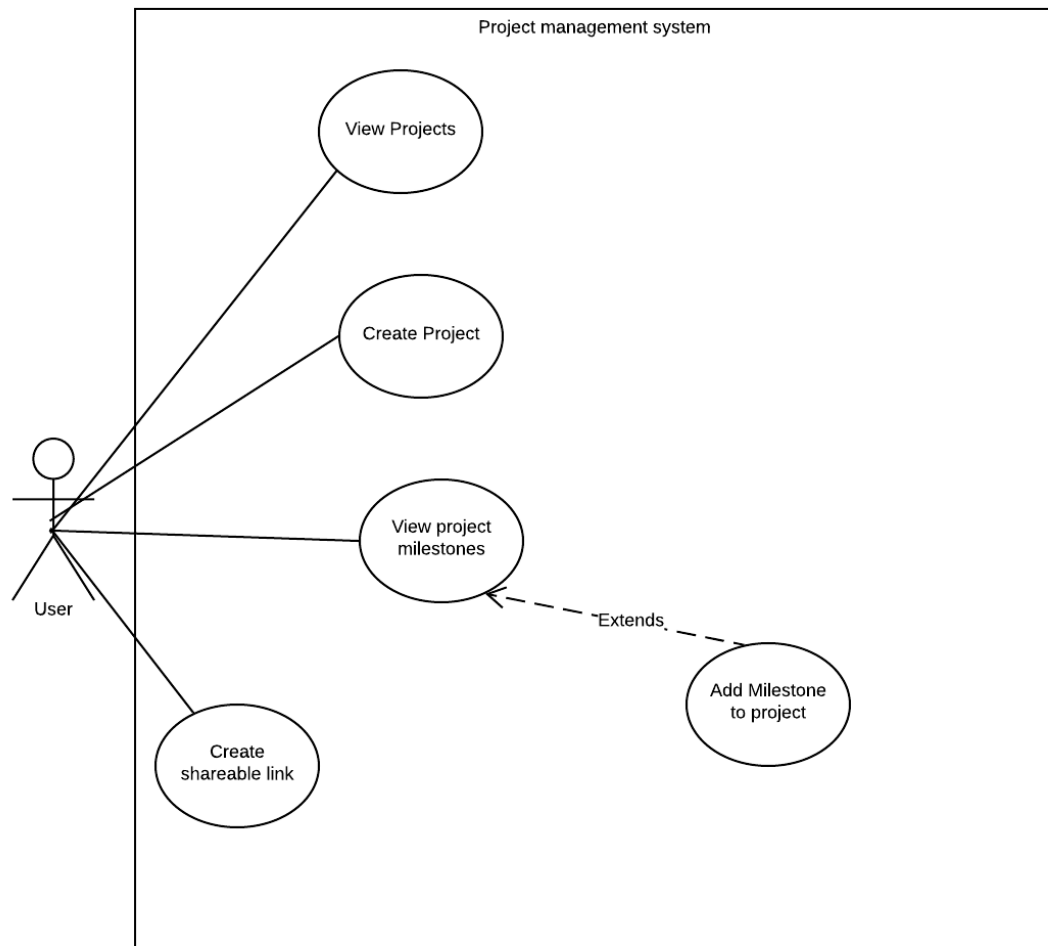 Project management system
View Projects
Create Project
View project
milestones
User
Extends
Add Milestone
to project
Create
shareable link